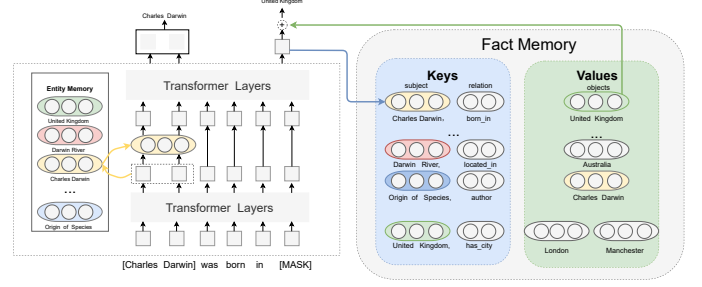 United Kingdom
Charles Darwin
Fact Memory
Transformer Layers
Entity Memory
United Kingdom
Darwin River
Charles Darwin
...
Origin of Species
Transformer Layers
[Charles Darwin] was born in [MASK]
Keys
subject relation
Charles Darwin, born_in
...
Darwin River, located_in
Origin of Species, author
United Kingdom, has_city
Values
objects
United Kingdom
...
Australia
Charles Darwin
London Manchester